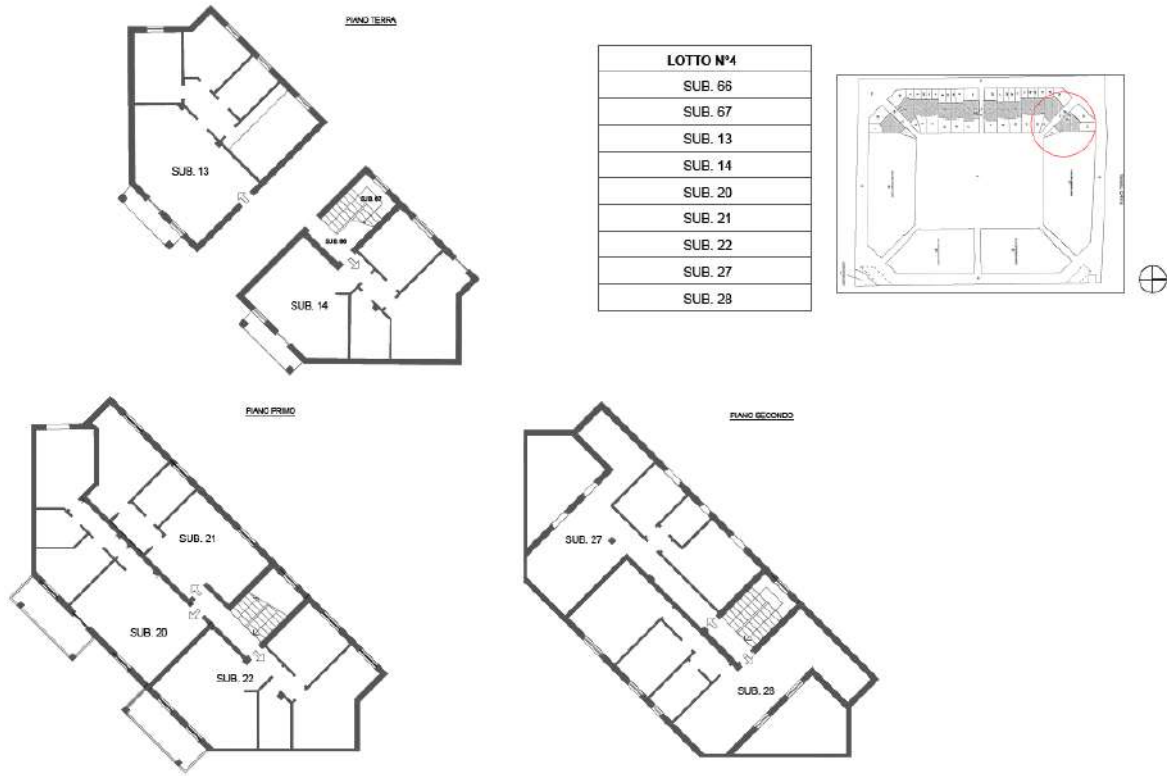 PIANO TERRA
SUB. 13
SUB. 67
SUB. 66
SUB. 14
LOTTO N°4
SUB. 66
SUB. 67
SUB. 13
SUB. 14
SUB. 20
SUB. 21
SUB. 22
SUB. 27
SUB. 28
PIANO PRIMO
SUB. 21
SUB. 20
SUB. 22
PIANO SECONDO
SUB. 27
SUB. 28